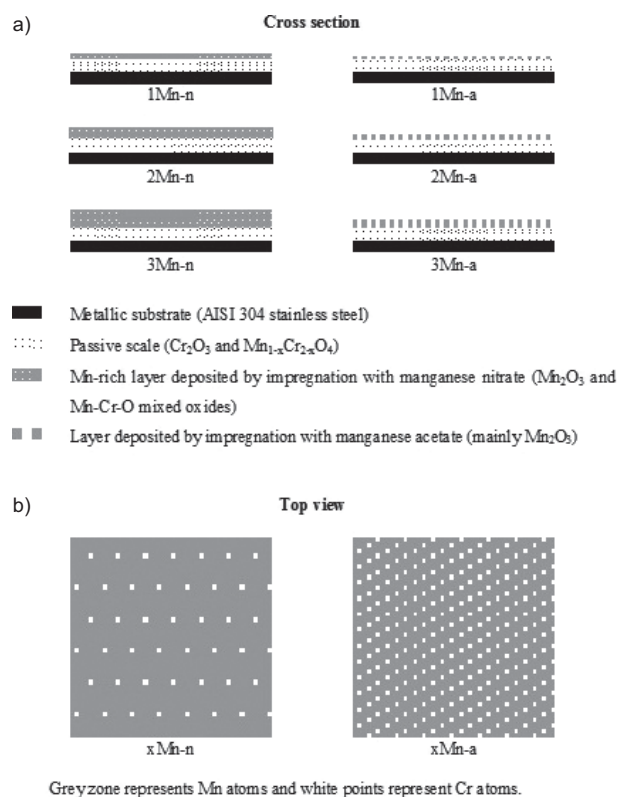 a)
Cross section
1Mn-n
1Mn-a
2Mn-n
2Mn-a
3Mn-n
3Mn-a
Metallic substrate (AISI 304 stainless steel)
Passive scale (Cr₂O₃ and Mn₁₋ₓCr₂₋ₓO₄)
Mn-rich layer deposited by impregnation with manganese nitrate (Mn₂O₃ and
Mn-Cr-O mixed oxides)
Layer deposited by impregnation with manganese acetate (mainly Mn₂O₃)
b)
Top view
xMn-n
xMn-a
Grey zone represents Mn atoms and white points represent Cr atoms.